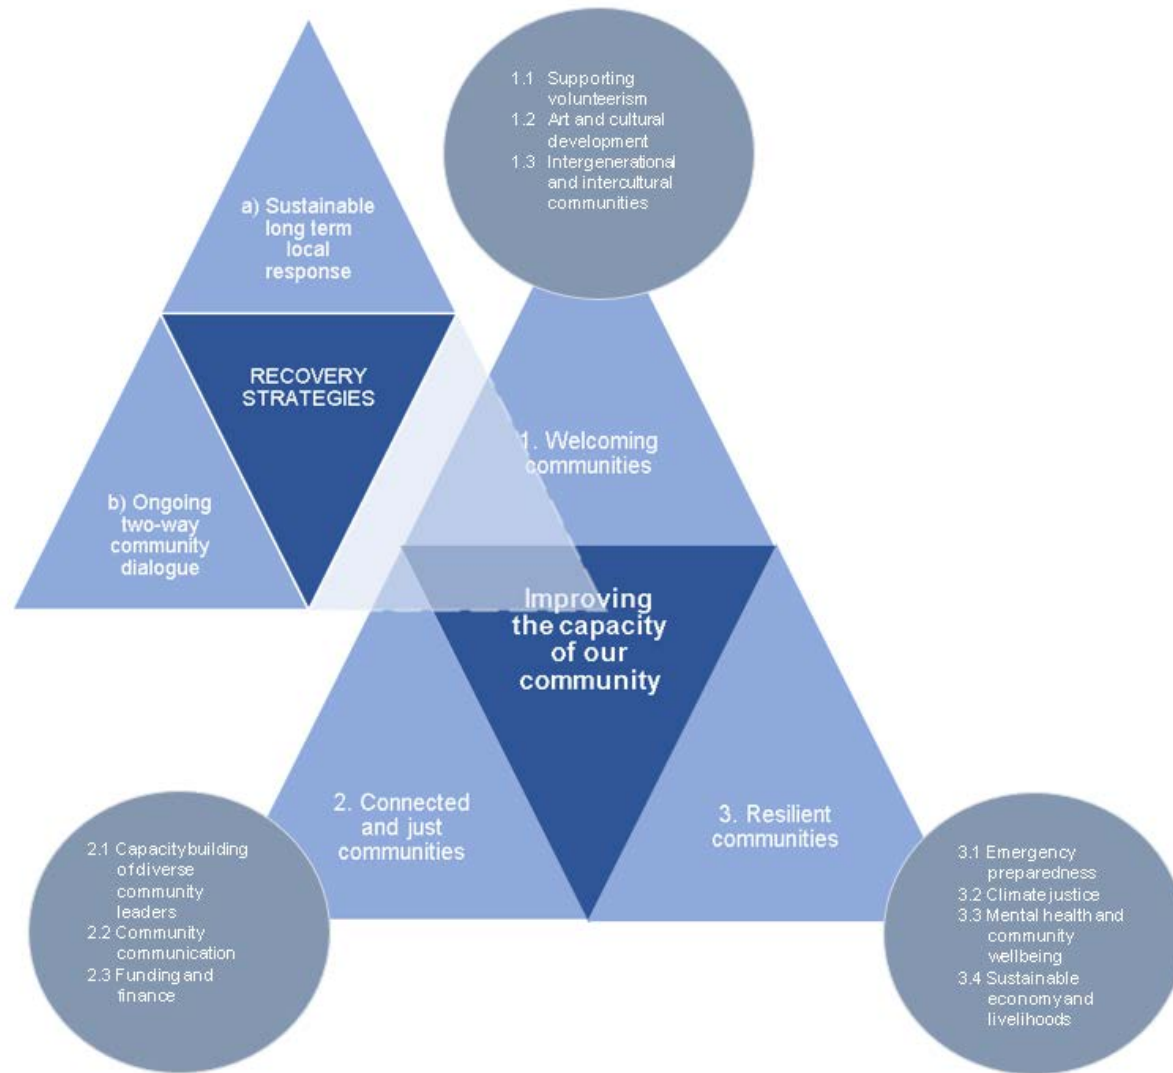 1.1 Supporting
volunteerism
1.2 Art and cultural
development
1.3 Intergenerational
and intercultural
communities
a) Sustainable
long term
local
response
RECOVERY
STRATEGIES
b) Ongoing
two-way
community
dialogue
1. Welcoming
communities
Improving
the capacity
of our
community
2. Connected
and just
communities
3. Resilient
communities
2.1 Capacity building
of diverse
community
leaders
2.2 Community
communication
2.3 Funding and
finance
3.1 Emergency
preparedness
3.2 Climate justice
3.3 Mental health and
community
wellbeing
3.4 Sustainable
economy and
livelihoods